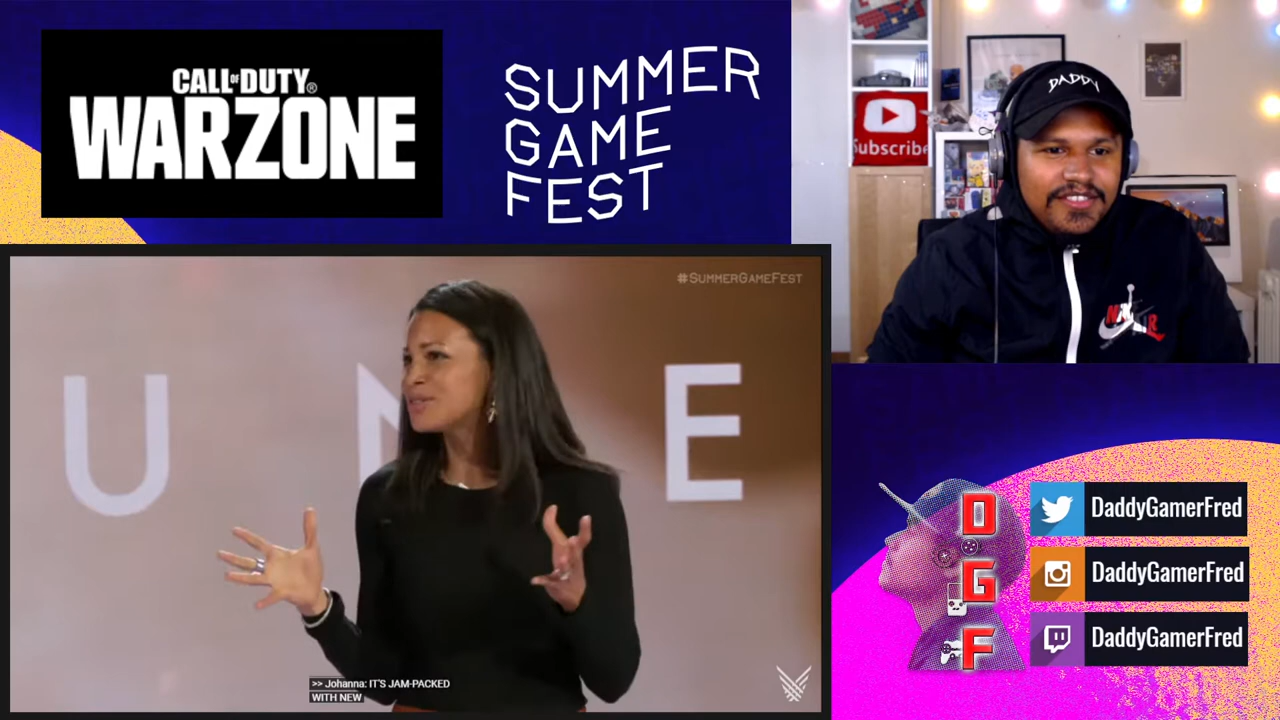 CALL OF DUTY®
WARZONE
SUMMER
GAME
FEST
DADDY
Subscribe
#SUMMERGAMEFEST
U N E
>> Johanna: IT'S JAM-PACKED
WITH NEW
D
G
F
DaddyGamerFred
DaddyGamerFred
DaddyGamerFred